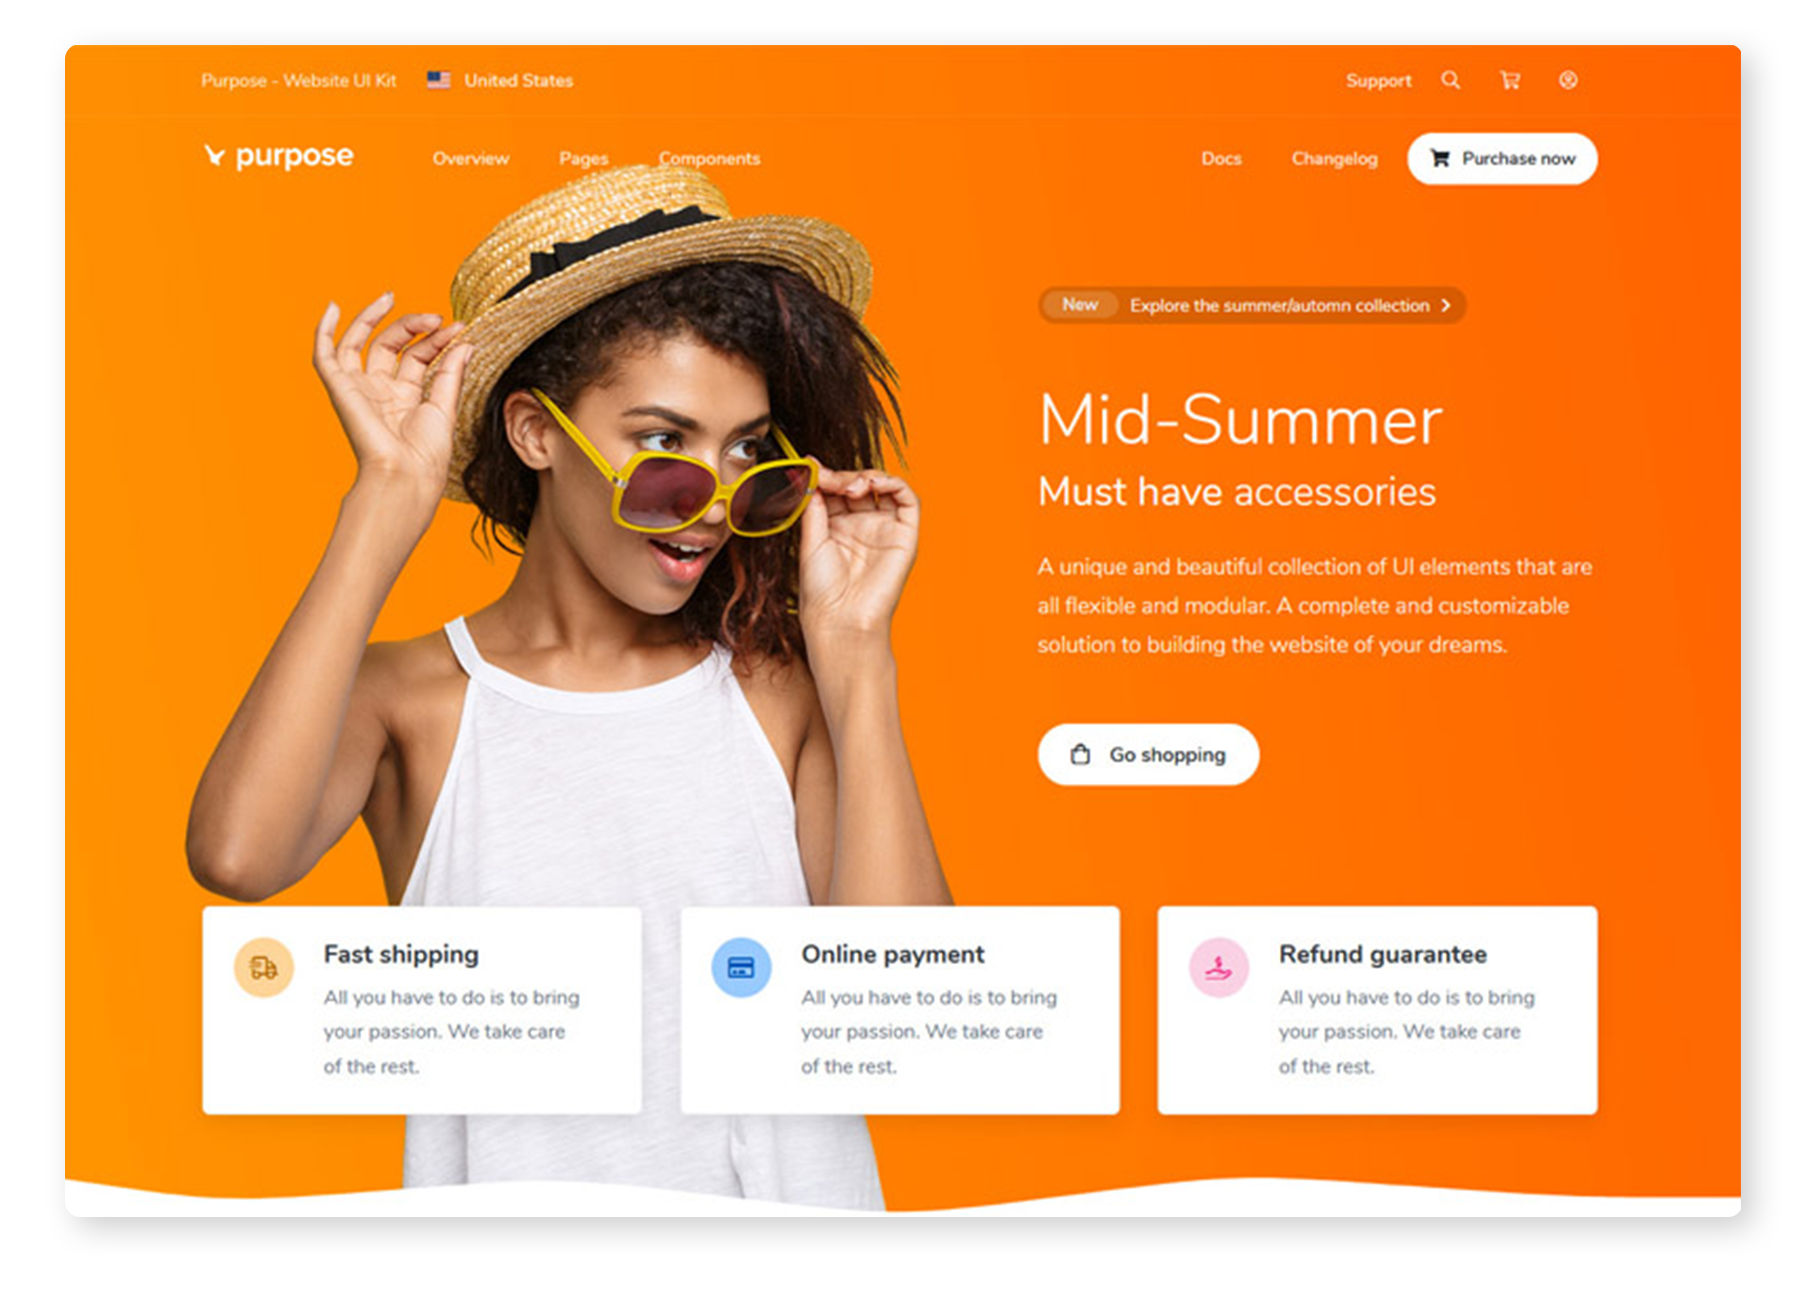 Purpose - Website UI Kit
United States
Support
purpose
Overview
Pages
Components
Docs
Changelog
Purchase now
New
Explore the summer/automn collection
Mid-Summer
Must have accessories
A unique and beautiful collection of UI elements that are
all flexible and modular. A complete and customizable
solution to building the website of your dreams.
Go shopping
Fast shipping
All you have to do is to bring
your passion. We take care
of the rest.
Online payment
All you have to do is to bring
your passion. We take care
of the rest.
Refund guarantee
All you have to do is to bring
your passion. We take care
of the rest.